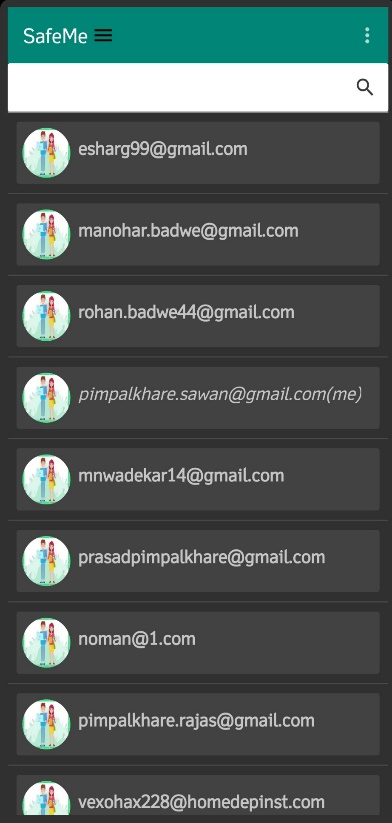 SafeMe
esharg99@gmail.com
manohar.badwe@gmail.com
rohan.badwe44@gmail.com
pimpalkhare.sawan@gmail.com(me)
mnwadekar14@gmail.com
prasadpimpalkhare@gmail.com
noman@1.com
pimpalkhare.rajas@gmail.com
vexohax228@homedepinst.com